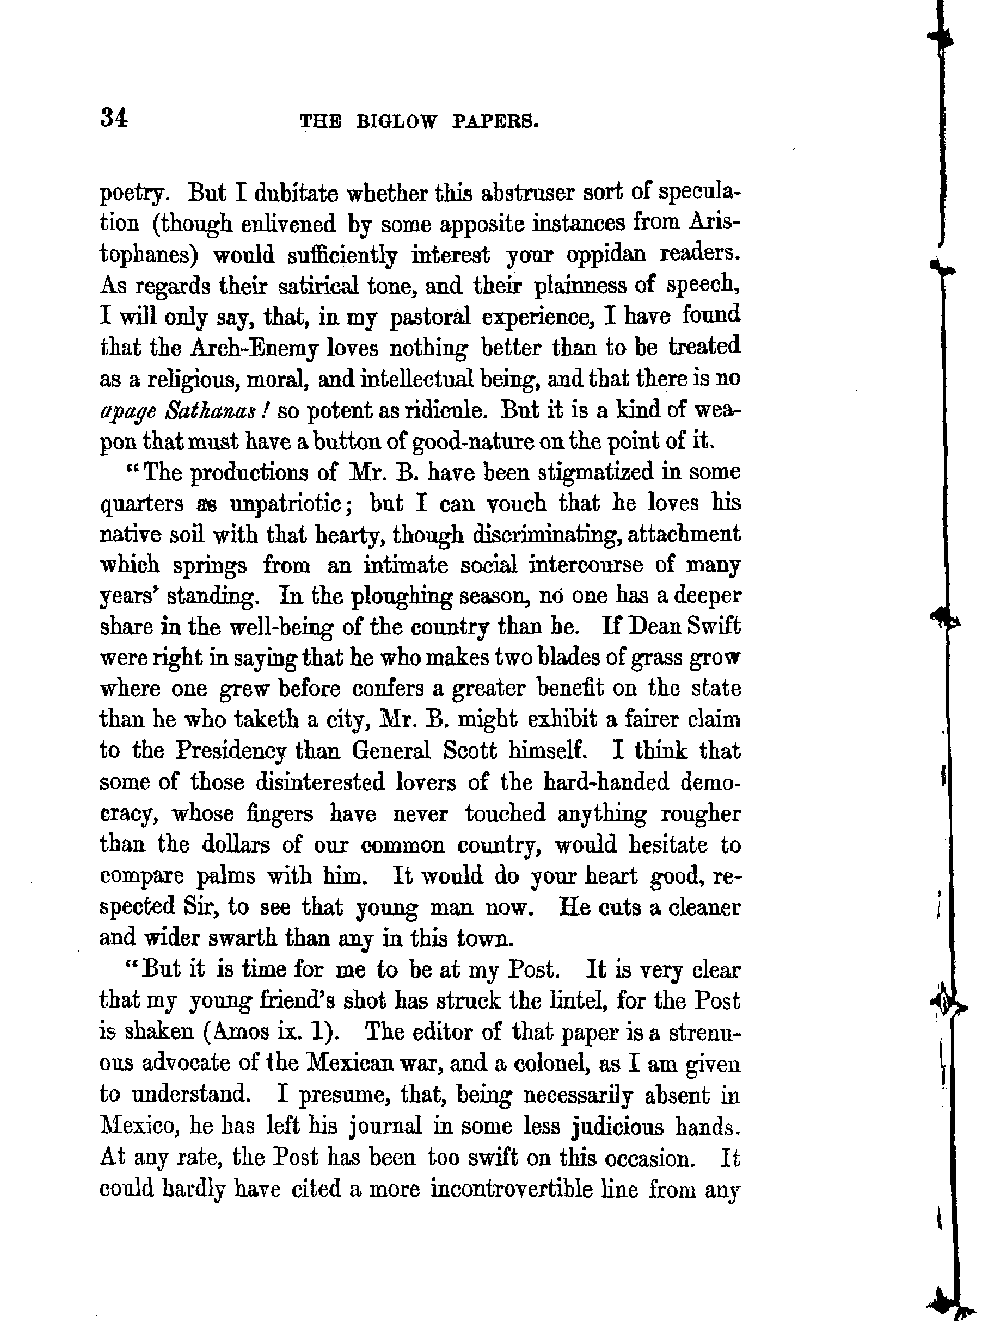 34 THE BIGLOW PAPERS.
poetry. But I dubitate whether this abstruser sort of specula-
tion (though enlivened by some apposite instances from Aris-
tophanes) would sufficiently interest your oppidan readers.
As regards their satirical tone, and their plainness of speech,
I will only say, that, in my pastoral experience, I have found
that the Arch-Enemy loves nothing better than to be treated
as a religious, moral, and intellectual being, and that there is no
apage Sathanas! so potent as ridicule. But it is a kind of wea-
pon that must have a button of good-nature on the point of it.
“The productions of Mr. B. have been stigmatized in some
quarters as unpatriotic; but I can vouch that he loves his
native soil with that hearty, though discriminating, attachment
which springs from an intimate social intercourse of many
years’ standing. In the ploughing season, no one has a deeper
share in the well-being of the country than he. If Dean Swift
were right in saying that he who makes two blades of grass grow
where one grew before confers a greater benefit on the state
than he who taketh a city, Mr. B. might exhibit a fairer claim
to the Presidency than General Scott himself. I think that
some of those disinterested lovers of the hard-handed demo-
cracy, whose fingers have never touched anything rougher
than the dollars of our common country, would hesitate to
compare palms with him. It would do your heart good, re-
spected Sir, to see that young man mow. He cuts a cleaner
and wider swarth than any in this town.
“But it is time for me to be at my Post. It is very clear
that my young friend’s shot has struck the lintel, for the Post
is shaken (Amos ix. 1). The editor of that paper is a strenu-
ous advocate of the Mexican war, and a colonel, as I am given
to understand. I presume, that, being necessarily absent in
Mexico, he has left his journal in some less judicious hands.
At any rate, the Post has been too swift on this occasion. It
could hardly have cited a more incontrovertible line from any